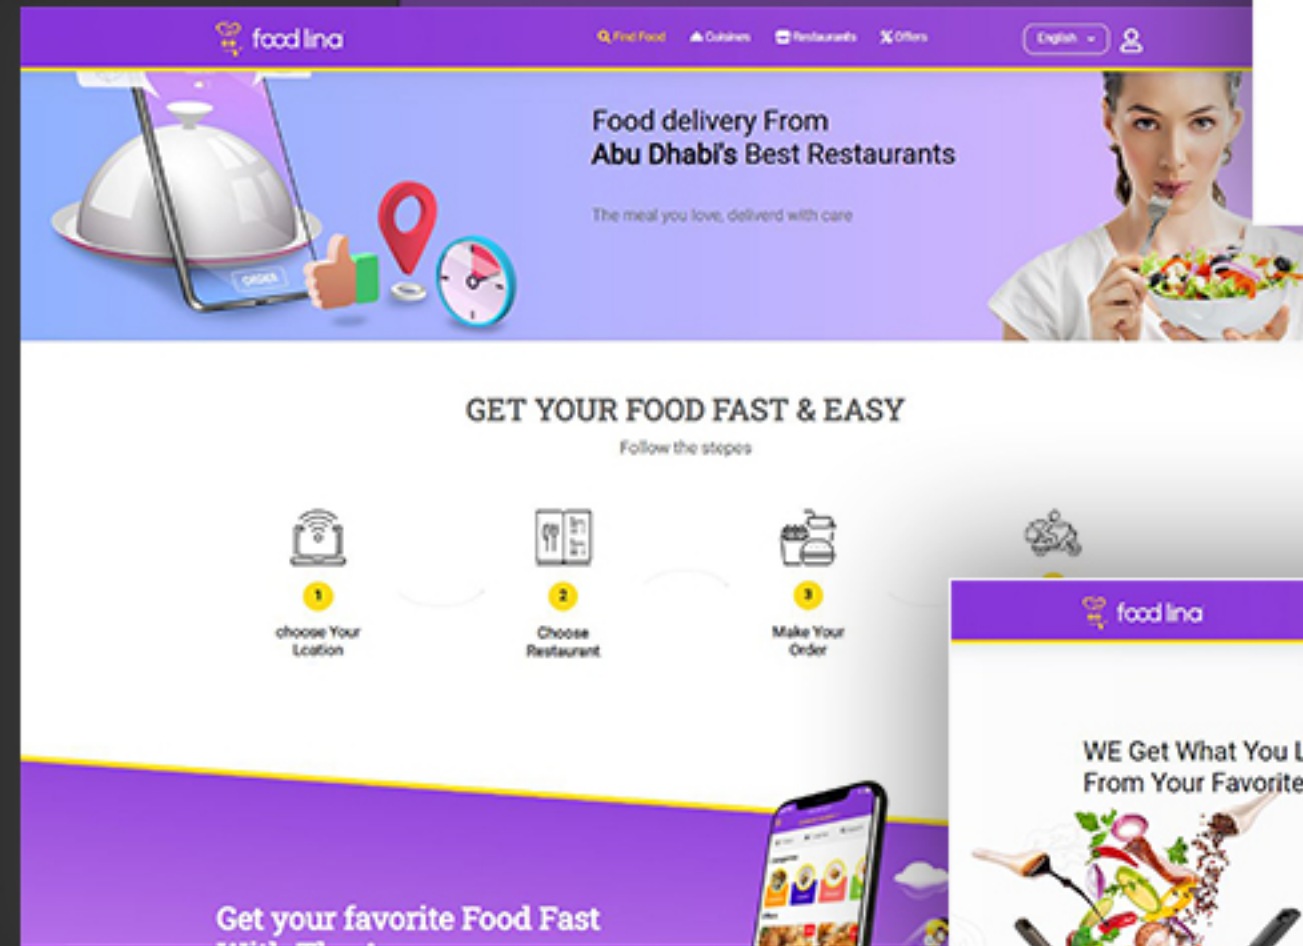 food lina
Find Food Cuisines Restaurants Offers
English
Food delivery From
Abu Dhabi's Best Restaurants
The meal you love, deliverd with care
ORDER
GET YOUR FOOD FAST & EASY
Follow the stepes
1
2
3
choose Your
Lcation
Choose
Restaurant
Make Your
Order
food lina
WE Get What You L
From Your Favorite
Get your favorite Food Fast